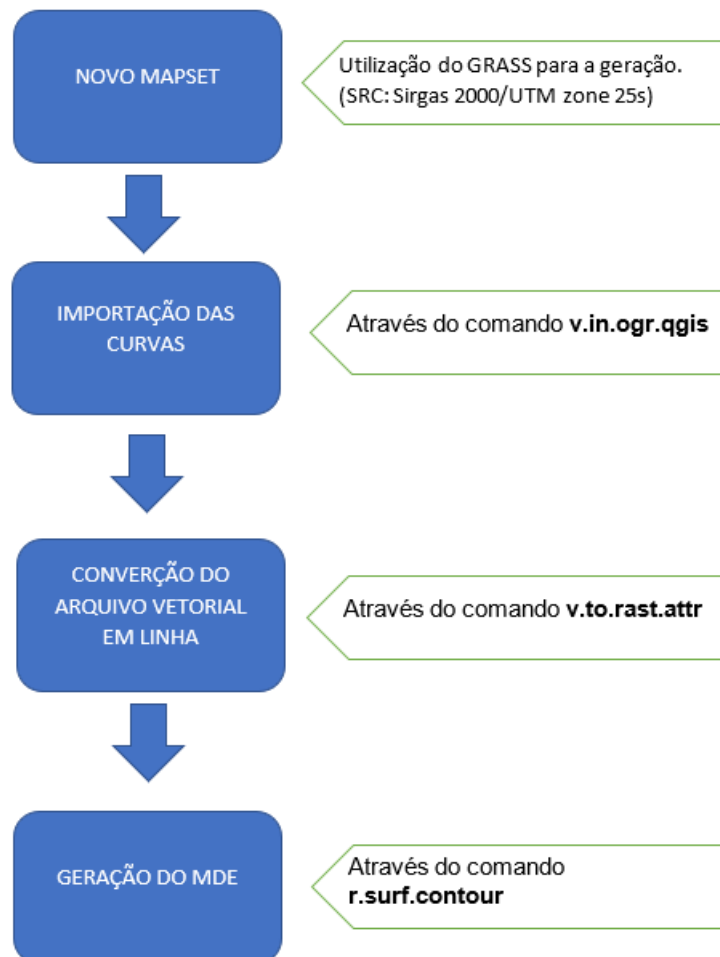 NOVO MAPSET
Utilização do GRASS para a geração.
(SRC: Sirgas 2000/UTM zone 25s)
IMPORTAÇÃO DAS
CURVAS
Através do comando v.in.ogr.qgis
CONVERÇÃO DO
ARQUIVO VETORIAL
EM LINHA
Através do comando v.to.rast.attr
GERAÇÃO DO MDE
Através do comando
r.surf.contour